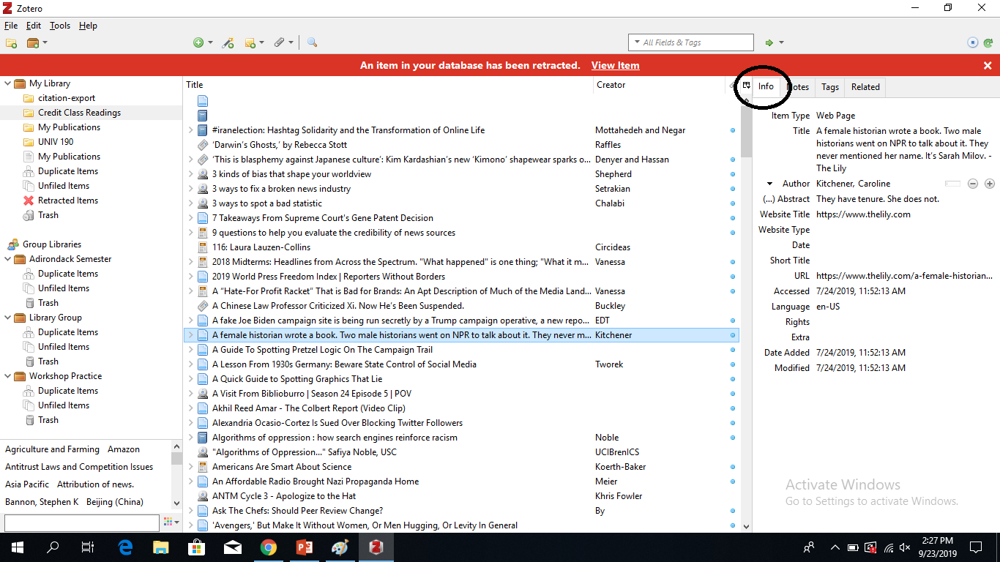 Zotero
File Edit Tools Help
All Fields & Tags
An item in your database has been retracted. View Item
My Library
citation-export
Credit Class Readings
My Publications
UNIV 190
My Publications
Duplicate Items
Unfiled Items
Retracted Items
Trash
Group Libraries
Adirondack Semester
Duplicate Items
Unfiled Items
Trash
Library Group
Duplicate Items
Unfiled Items
Trash
Workshop Practice
Duplicate Items
Unfiled Items
Trash
Agriculture and Farming Amazon
Antitrust Laws and Competition Issues
Asia Pacific Attribution of news.
Bannon, Stephen K Beijing (China)
Title Creator
#iranelection: Hashtag Solidarity and the Transformation of Online Life Mottahedeh and Negar
‘Darwin’s Ghosts,’ by Rebecca Stott Raffles
‘This is blasphemy against Japanese culture’: Kim Kardashian’s new ‘Kimono’ shapewear sparks o... Denyer and Hassan
3 kinds of bias that shape your worldview Shepherd
3 ways to fix a broken news industry Setrakian
3 ways to spot a bad statistic Chalabi
7 Takeaways From Supreme Court's Gene Patent Decision
9 questions to help you evaluate the credibility of news sources
116: Laura Lauzen-Collins Circideas
2018 Midterms: Headlines from Across the Spectrum. "What happened" is one thing; "What it m... Vanessa
2019 World Press Freedom Index | Reporters Without Borders
A “Hate-For Profit Racket” That is Bad for Brands: An Apt Description of Much of the Media Land... Vanessa
A Chinese Law Professor Criticized Xi. Now He’s Been Suspended. Buckley
A fake Joe Biden campaign site is being run secretly by a Trump campaign operative, a new repo... EDT
A female historian wrote a book. Two male historians went on NPR to talk about it. They never m... Kitchener
A Guide To Spotting Pretzel Logic On The Campaign Trail
A Lesson From 1930s Germany: Beware State Control of Social Media Tworek
A Quick Guide to Spotting Graphics That Lie
A Visit From Biblioburro | Season 24 Episode 5 | POV
Akhil Reed Amar - The Colbert Report (Video Clip)
Alexandria Ocasio-Cortez Is Sued Over Blocking Twitter Followers
Algorithms of oppression : how search engines reinforce racism Noble
"Algorithms of Oppression..." Safiya Noble, USC UCIBrenICS
Americans Are Smart About Science Koerth-Baker
An Affordable Radio Brought Nazi Propaganda Home Meier
ANTM Cycle 3 - Apologize to the Hat Khris Fowler
Ask The Chefs: Should Peer Review Change? By
'Avengers,' But Make It Without Women, Or Men Hugging, Or Levity In General
Info Notes Tags Related
Item Type Web Page
Title A female historian wrote a book. Two male
historians went on NPR to talk about it. They
never mentioned her name. It’s Sarah Milov. -
The Lily
Author Kitchener, Caroline
(...) Abstract They have tenure. She does not.
Website Title https://www.thelily.com
Website Type
Date
Short Title
URL https://www.thelily.com/a-female-historian...
Accessed 7/24/2019, 11:52:13 AM
Language en-US
Rights
Extra
Date Added 7/24/2019, 11:52:13 AM
Modified 7/24/2019, 11:52:13 AM
Activate Windows
Go to Settings to activate Windows.
2:27 PM
9/23/2019